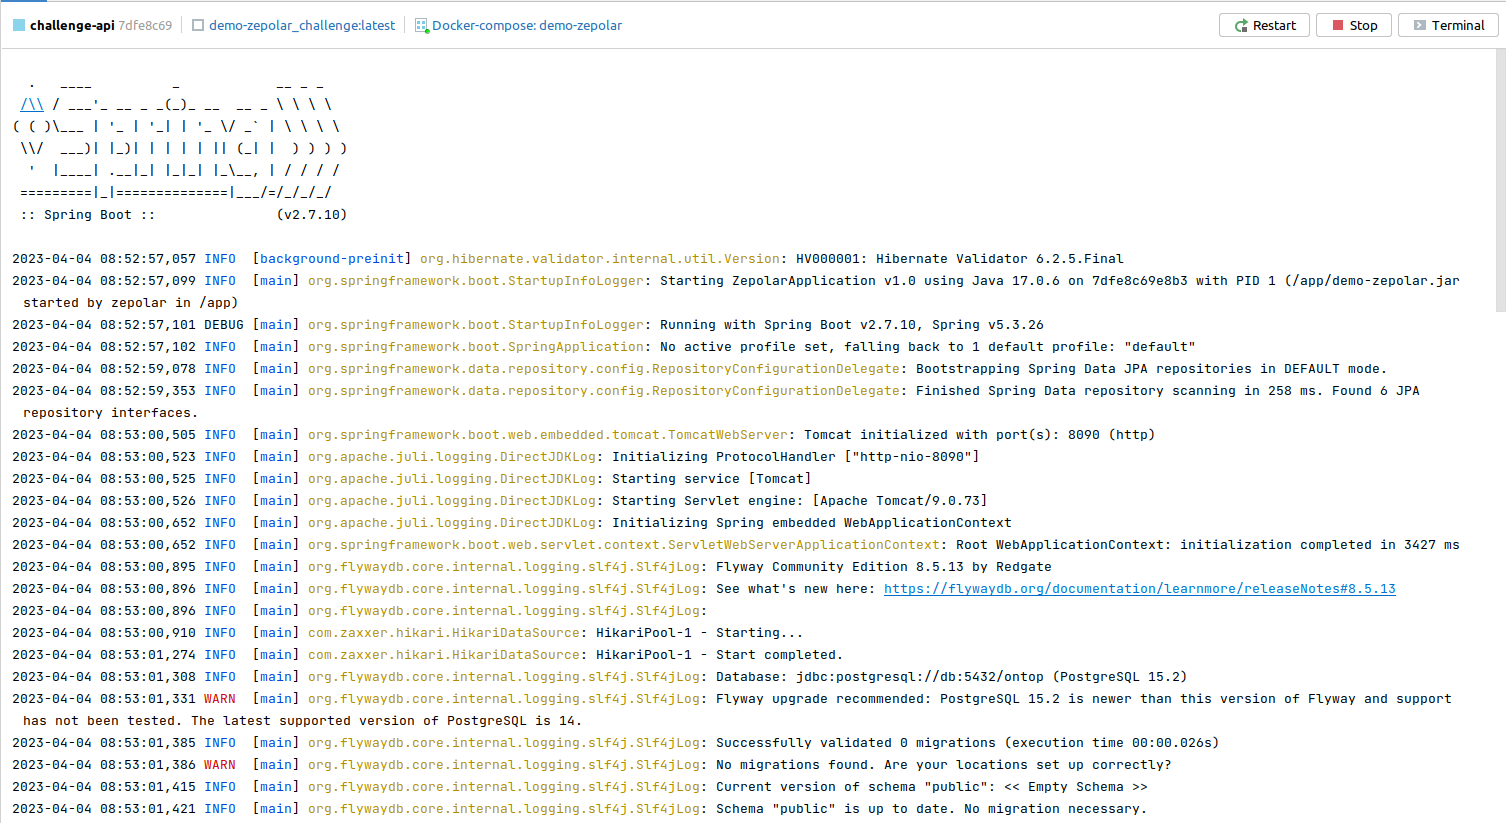 challenge-api 7dfe8c69 demo-zepolar_challenge:latest Docker-compose: demo-zepolar Restart Stop Terminal
  .   ____          _            __ _ _
 /\\ / ___'_ __ _ _(_)_ __  __ _ \ \ \ \
( ( )\___ | '_ | '_| | '_ \/ _` | \ \ \ \
 \\/  ___)| |_)| | | | | || (_| |  ) ) ) )
  '  |____| .__|_| |_|_| |_\__, | / / / /
 =========|_|==============|___/=/_/_/_/
 :: Spring Boot ::               (v2.7.10)
2023-04-04 08:52:57,057 INFO  [background-preinit] org.hibernate.validator.internal.util.Version: HV000001: Hibernate Validator 6.2.5.Final
2023-04-04 08:52:57,099 INFO  [main] org.springframework.boot.StartupInfoLogger: Starting ZepolarApplication v1.0 using Java 17.0.6 on 7dfe8c69e8b3 with PID 1 (/app/demo-zepolar.jar
started by zepolar in /app)
2023-04-04 08:52:57,101 DEBUG [main] org.springframework.boot.StartupInfoLogger: Running with Spring Boot v2.7.10, Spring v5.3.26
2023-04-04 08:52:57,102 INFO  [main] org.springframework.boot.SpringApplication: No active profile set, falling back to 1 default profile: "default"
2023-04-04 08:52:59,078 INFO  [main] org.springframework.data.repository.config.RepositoryConfigurationDelegate: Bootstrapping Spring Data JPA repositories in DEFAULT mode.
2023-04-04 08:52:59,353 INFO  [main] org.springframework.data.repository.config.RepositoryConfigurationDelegate: Finished Spring Data repository scanning in 258 ms. Found 6 JPA
repository interfaces.
2023-04-04 08:53:00,505 INFO  [main] org.springframework.boot.web.embedded.tomcat.TomcatWebServer: Tomcat initialized with port(s): 8090 (http)
2023-04-04 08:53:00,523 INFO  [main] org.apache.juli.logging.DirectJDKLog: Initializing ProtocolHandler ["http-nio-8090"]
2023-04-04 08:53:00,525 INFO  [main] org.apache.juli.logging.DirectJDKLog: Starting service [Tomcat]
2023-04-04 08:53:00,526 INFO  [main] org.apache.juli.logging.DirectJDKLog: Starting Servlet engine: [Apache Tomcat/9.0.73]
2023-04-04 08:53:00,652 INFO  [main] org.apache.juli.logging.DirectJDKLog: Initializing Spring embedded WebApplicationContext
2023-04-04 08:53:00,652 INFO  [main] org.springframework.boot.web.servlet.context.ServletWebServerApplicationContext: Root WebApplicationContext: initialization completed in 3427 ms
2023-04-04 08:53:00,895 INFO  [main] org.flywaydb.core.internal.logging.slf4j.Slf4jLog: Flyway Community Edition 8.5.13 by Redgate
2023-04-04 08:53:00,896 INFO  [main] org.flywaydb.core.internal.logging.slf4j.Slf4jLog: See what's new here: https://flywaydb.org/documentation/learnmore/releaseNotes#8.5.13
2023-04-04 08:53:00,896 INFO  [main] org.flywaydb.core.internal.logging.slf4j.Slf4jLog:
2023-04-04 08:53:00,910 INFO  [main] com.zaxxer.hikari.HikariDataSource: HikariPool-1 - Starting...
2023-04-04 08:53:01,274 INFO  [main] com.zaxxer.hikari.HikariDataSource: HikariPool-1 - Start completed.
2023-04-04 08:53:01,308 INFO  [main] org.flywaydb.core.internal.logging.slf4j.Slf4jLog: Database: jdbc:postgresql://db:5432/ontop (PostgreSQL 15.2)
2023-04-04 08:53:01,331 WARN  [main] org.flywaydb.core.internal.logging.slf4j.Slf4jLog: Flyway upgrade recommended: PostgreSQL 15.2 is newer than this version of Flyway and support
has not been tested. The latest supported version of PostgreSQL is 14.
2023-04-04 08:53:01,385 INFO  [main] org.flywaydb.core.internal.logging.slf4j.Slf4jLog: Successfully validated 0 migrations (execution time 00:00.026s)
2023-04-04 08:53:01,386 WARN  [main] org.flywaydb.core.internal.logging.slf4j.Slf4jLog: No migrations found. Are your locations set up correctly?
2023-04-04 08:53:01,415 INFO  [main] org.flywaydb.core.internal.logging.slf4j.Slf4jLog: Current version of schema "public": << Empty Schema >>
2023-04-04 08:53:01,421 INFO  [main] org.flywaydb.core.internal.logging.slf4j.Slf4jLog: Schema "public" is up to date. No migration necessary.